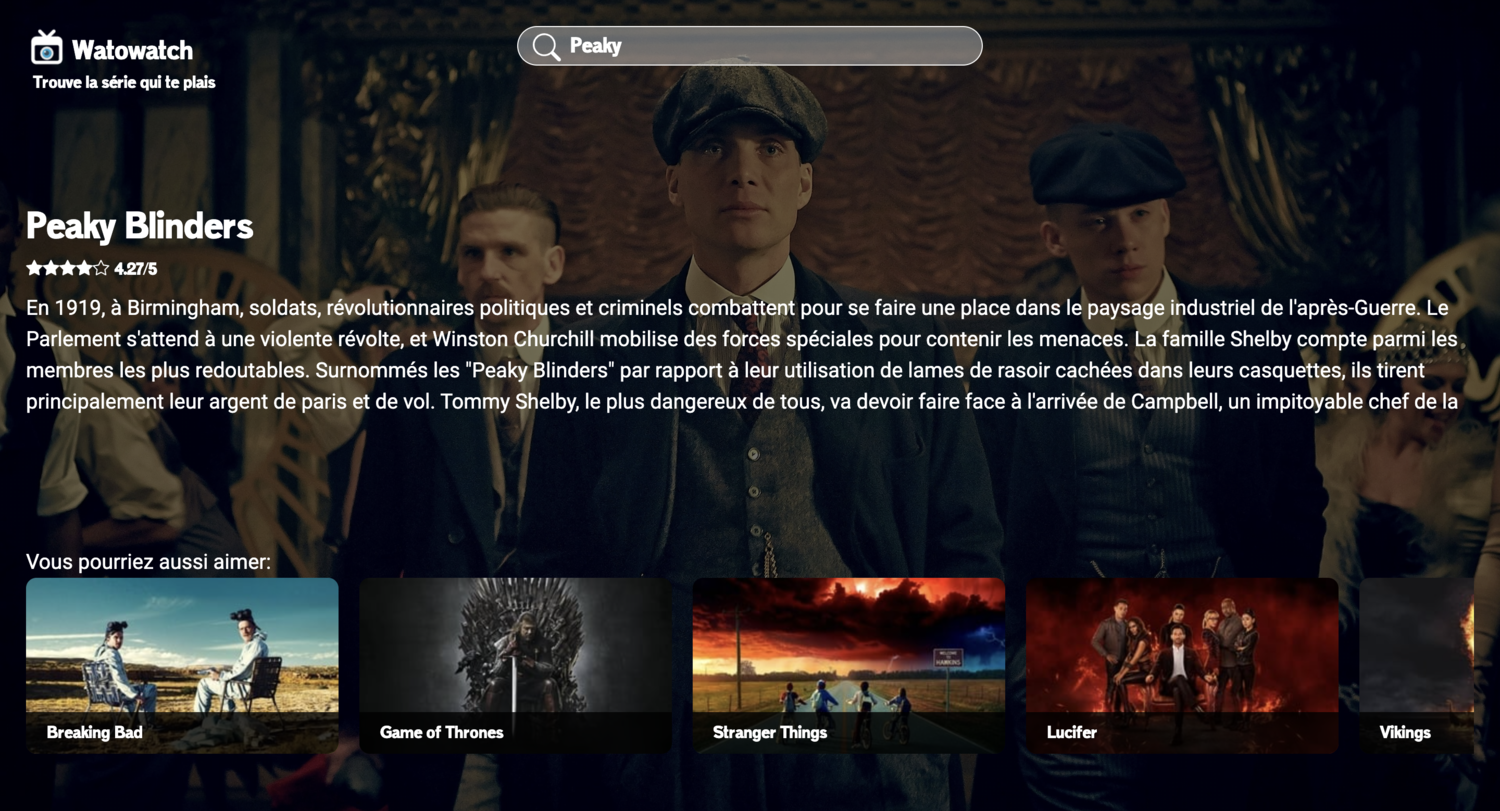 Watowatch
Trouve la série qui te plais
Peaky
Peaky Blinders
4.27/5
En 1919, à Birmingham, soldats, révolutionnaires politiques et criminels combattent pour se faire une place dans le paysage industriel de l'après-Guerre. Le
Parlement s'attend à une violente révolte, et Winston Churchill mobilise des forces spéciales pour contenir les menaces. La famille Shelby compte parmi les
membres les plus redoutables. Surnommés les "Peaky Blinders" par rapport à leur utilisation de lames de rasoir cachées dans leurs casquettes, ils tirent
principalement leur argent de paris et de vol. Tommy Shelby, le plus dangereux de tous, va devoir faire face à l'arrivée de Campbell, un impitoyable chef de la
Vous pourriez aussi aimer:
WELCOME
TO
HAWKINS
Breaking Bad
Game of Thrones
Stranger Things
Lucifer
Vikings